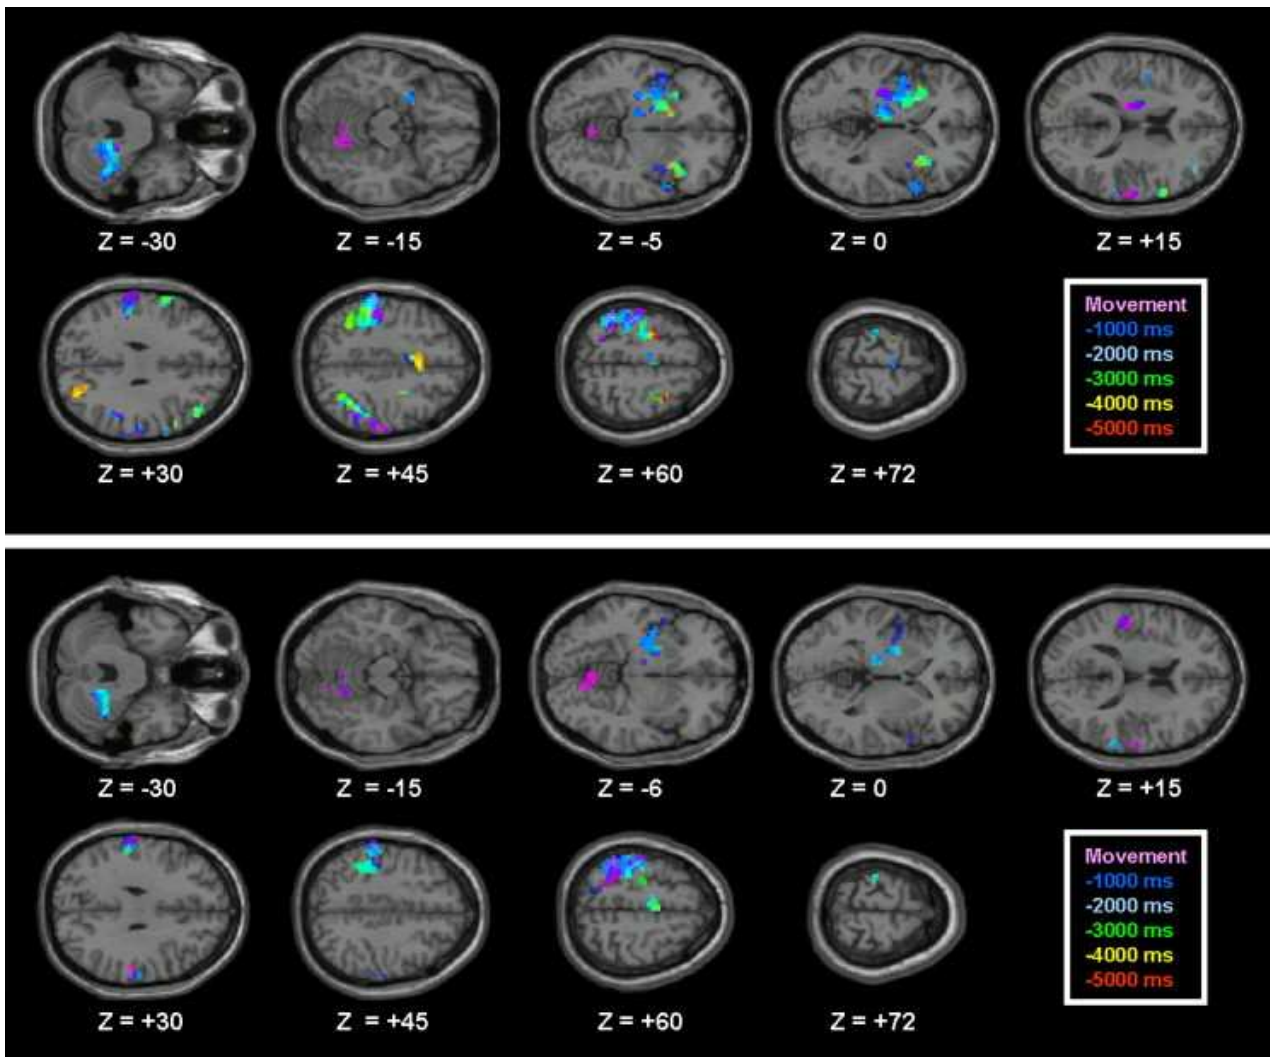 Z = -30
Z = -15
Z = -5
Z = 0
Z = +15
Z = +30
Z = +45
Z = +60
Z = +72
Movement
-1000 ms
-2000 ms
-3000 ms
-4000 ms
-5000 ms
Z = -30
Z = -15
Z = -6
Z = 0
Z = +15
Z = +30
Z = +45
Z = +60
Z = +72
Movement
-1000 ms
-2000 ms
-3000 ms
-4000 ms
-5000 ms